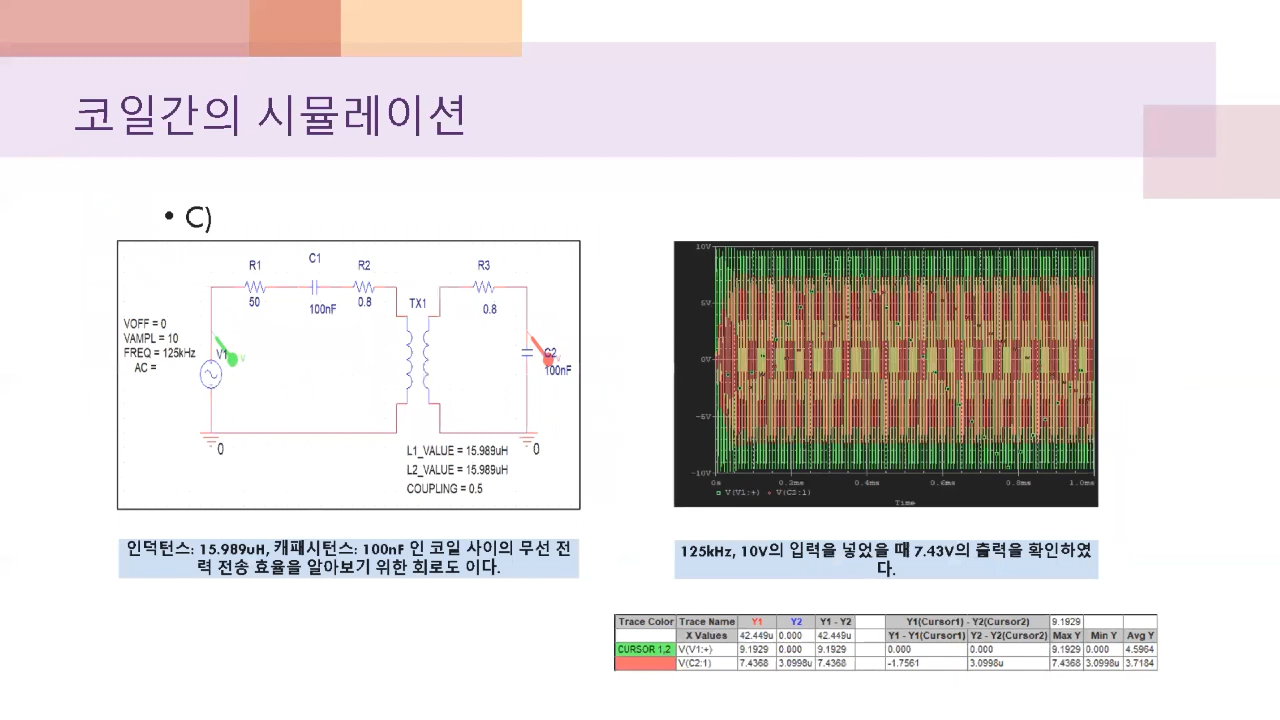 코일간의 시뮬레이션
• C)
R1
C1
R2
R3
50
100nF
0.8
0.8
TX1
VOFF = 0
VAMPL = 10
FREQ = 125kHz
AC =
V1
V
C2
V
100nF
0
0
L1_VALUE = 15.989uH
L2_VALUE = 15.989uH
COUPLING = 0.5
10V
5V
0V
-5V
-10V
0s 0.2ms 0.4ms 0.6ms 0.8ms 1.0ms
V(V1:+) V(C2:1)
Time
인덕턴스: 15.989uH, 캐패시턴스: 100nF 인 코일 사이의 무선 전
력 전송 효율을 알아보기 위한 회로도 이다.
125kHz, 10V의 입력을 넣었을 때 7.43V의 출력을 확인하였
다.
Trace Color Trace Name Y1 Y2 Y1 - Y2 Y1(Cursor1) - Y2(Cursor2) 9.1929
X Values 42.449u 0.000 42.449u Y1 - Y1(Cursor1) Y2 - Y2(Cursor2) Max Y Min Y Avg Y
CURSOR 1,2 V(V1:+) 9.1929 0.000 9.1929 0.000 0.000 9.1929 0.000 4.5964
V(C2:1) 7.4368 3.0998u 7.4368 -1.7561 3.0998u 7.4368 3.0998u 3.7184